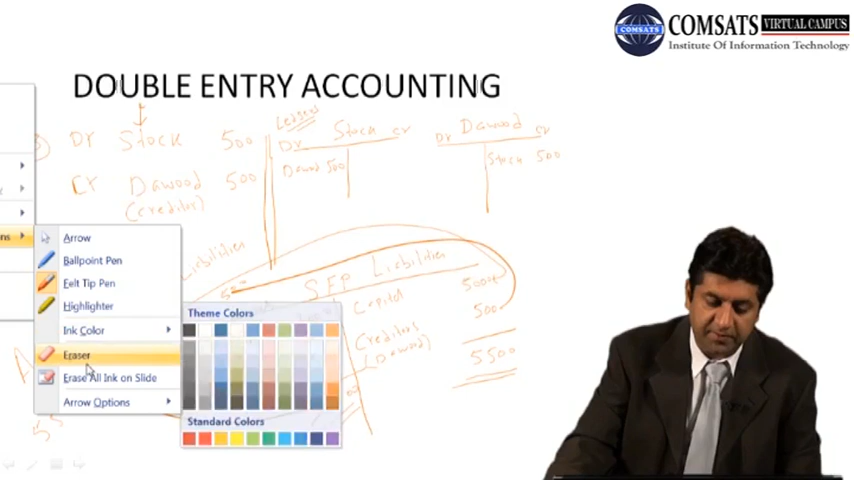 COMSATS VIRTUAL CAMPUS
Institute Of Information Technology
DOUBLE ENTRY ACCOUNTING
Dr Stock 500
Cr Dawood 500
(creditor)
Ledger
Dr Stock cr
Dawood 500
Dr Dawood cr
Stock 500
Liabilities
SFP Liabilities
Capital
500
Creditors
(Dawood)
5500
Arrow
Ballpoint Pen
Felt Tip Pen
Highlighter
Ink Color
Eraser
Erase All Ink on Slide
Arrow Options
Theme Colors
Standard Colors